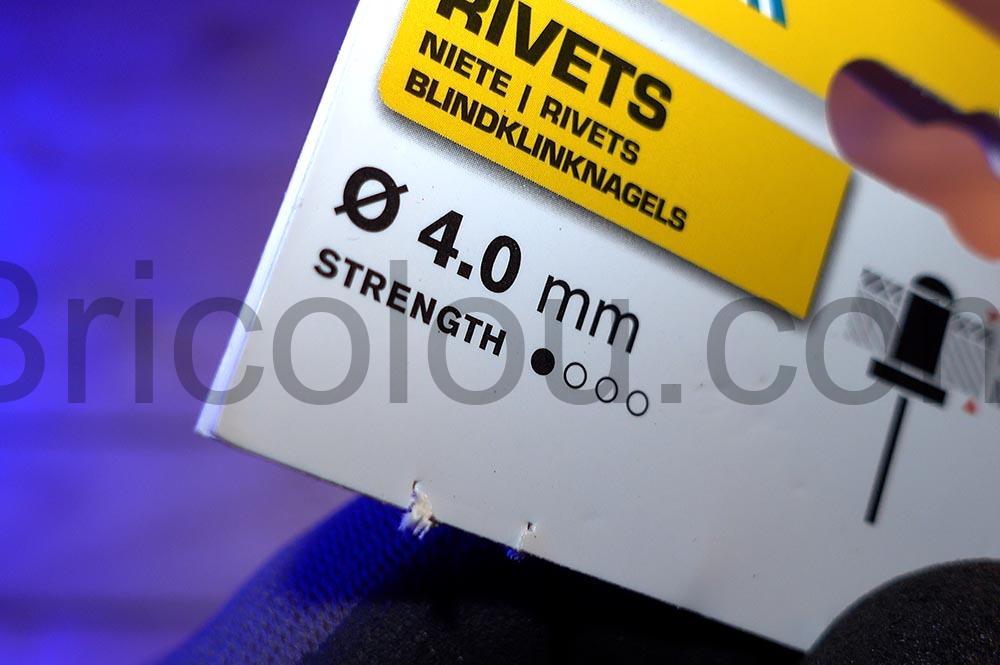 RIVETS
NIETE | RIVETS
BLINDKLINKNAGELS
Ø 4.0 mm
STRENGTH
Bricolou.com